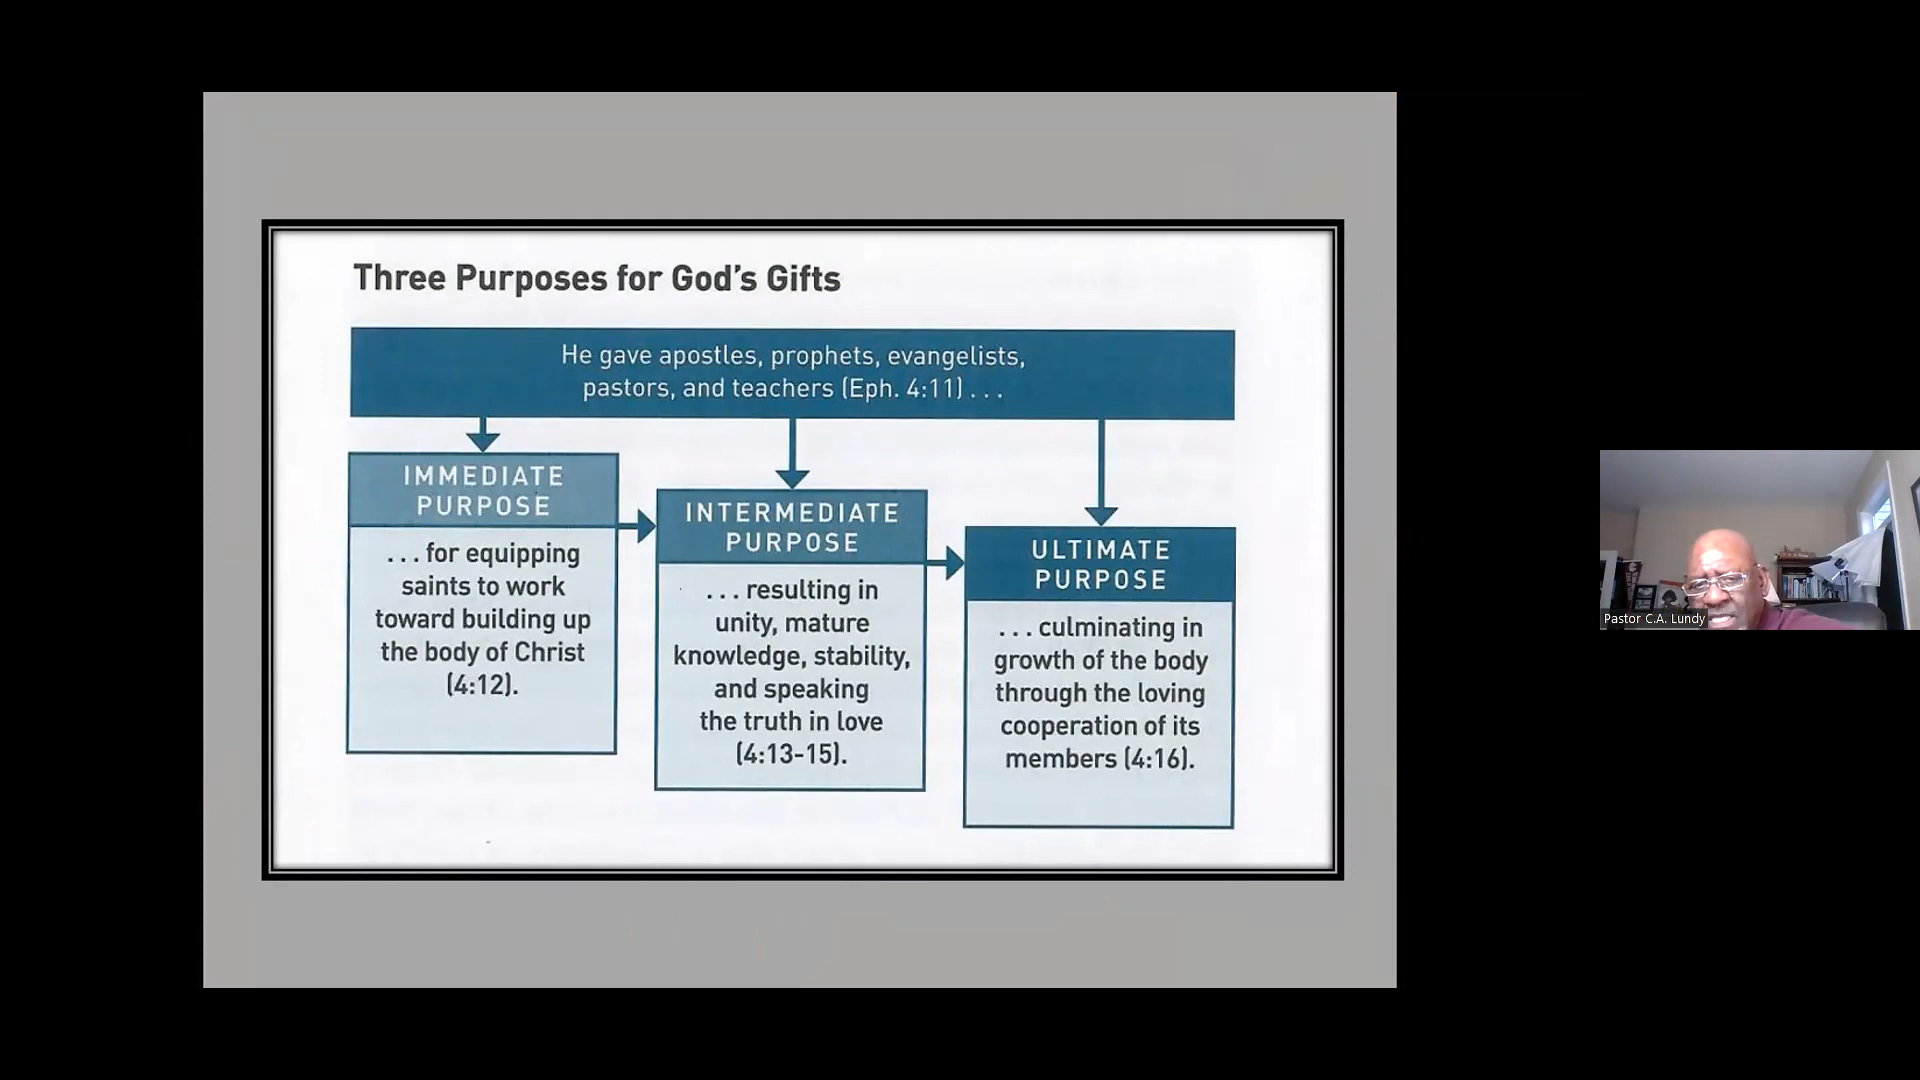 Three Purposes for God's Gifts
He gave apostles, prophets, evangelists,
pastors, and teachers (Eph. 4:11) . . .
IMMEDIATE
PURPOSE
. . . for equipping
saints to work
toward building up
the body of Christ
(4:12).
INTERMEDIATE
PURPOSE
. . . resulting in
unity, mature
knowledge, stability,
and speaking
the truth in love
(4:13-15).
ULTIMATE
PURPOSE
. . . culminating in
growth of the body
through the loving
cooperation of its
members (4:16).
Pastor C.A. Lundy